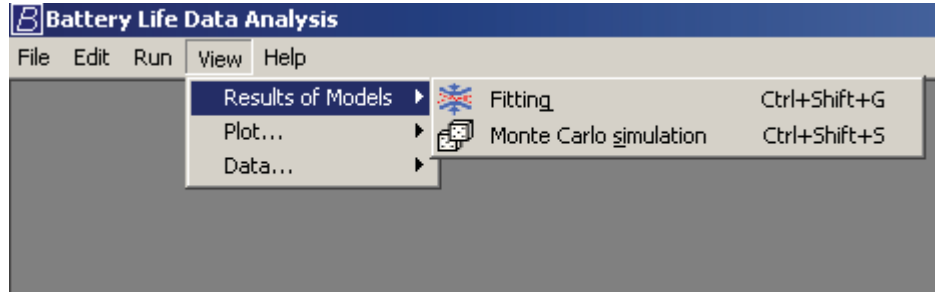 B Battery Life Data Analysis
File Edit Run View Help
Results of Models Fitting Ctrl+Shift+G
Plot... Monte Carlo simulation Ctrl+Shift+S
Data...